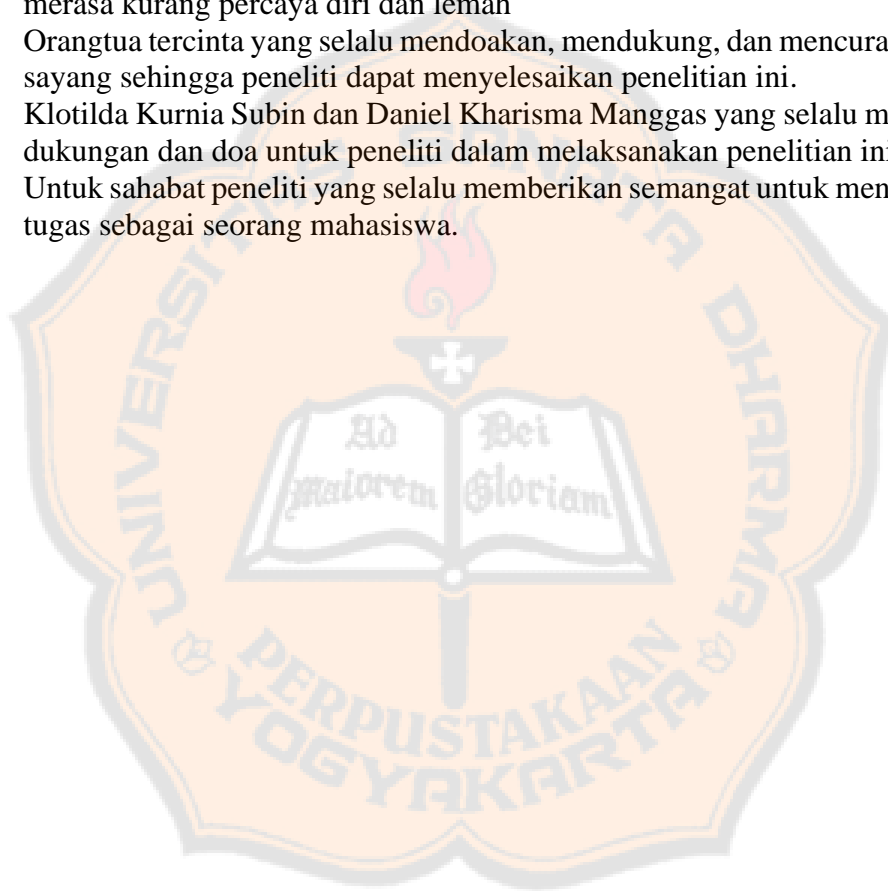 merasa kurang percaya diri dan lemah
Orangtua tercinta yang selalu mendoakan, mendukung, dan mencura
sayang sehingga peneliti dapat menyelesaikan penelitian ini.
Klotilda Kurnia Subin dan Daniel Kharisma Manggas yang selalu m
dukungan dan doa untuk peneliti dalam melaksanakan penelitian ini
Untuk sahabat peneliti yang selalu memberikan semangat untuk men
tugas sebagai seorang mahasiswa.
UNIVERSITAS SANATA DHARMA
Ad
Maiorem
Dei
Gloriam
PERPUSTAKAAN
YOGYAKARTA